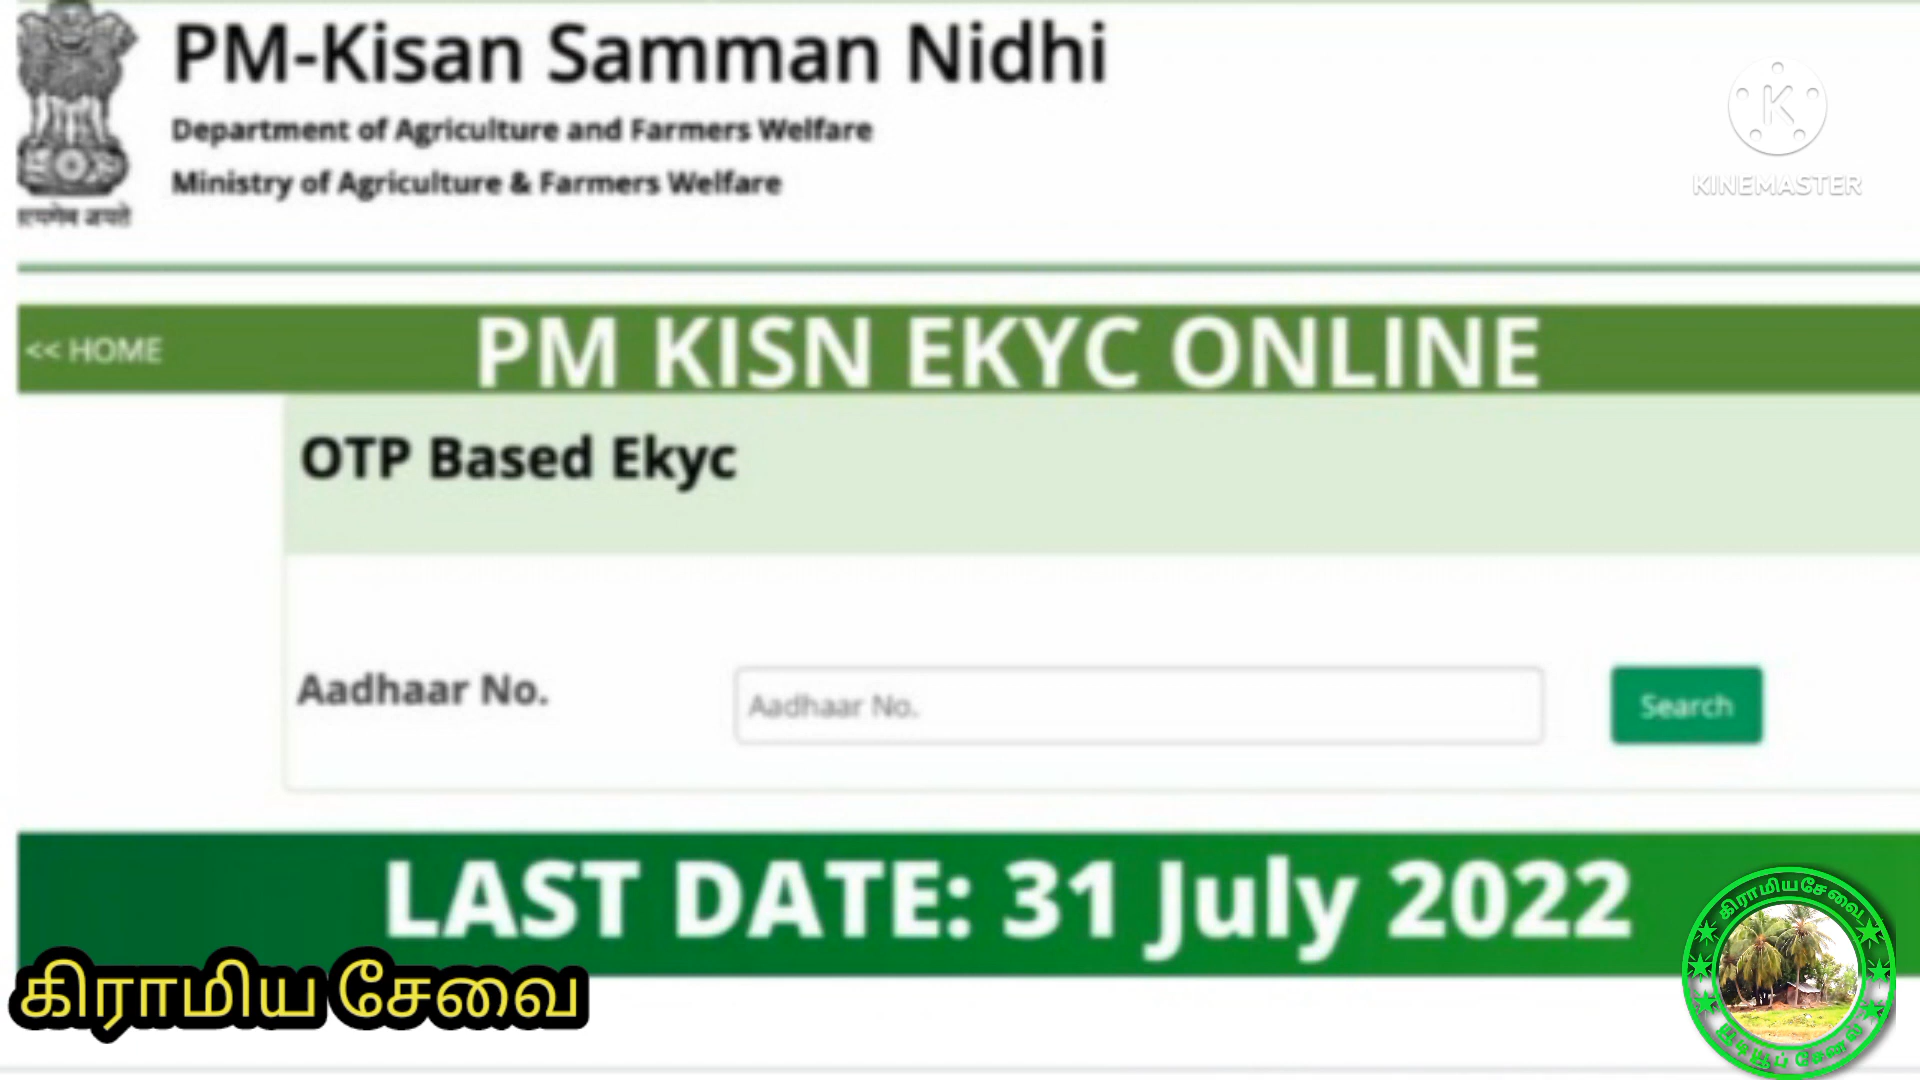 PM-Kisan Samman Nidhi
Department of Agriculture and Farmers Welfare
Ministry of Agriculture & Farmers Welfare
KINEMASTER
<< HOME
PM KISN EKYC ONLINE
OTP Based Ekyc
Aadhaar No.
Aadhaar No.
Search
LAST DATE: 31 July 2022
கிராமிய சேவை
கிராமியசேவை